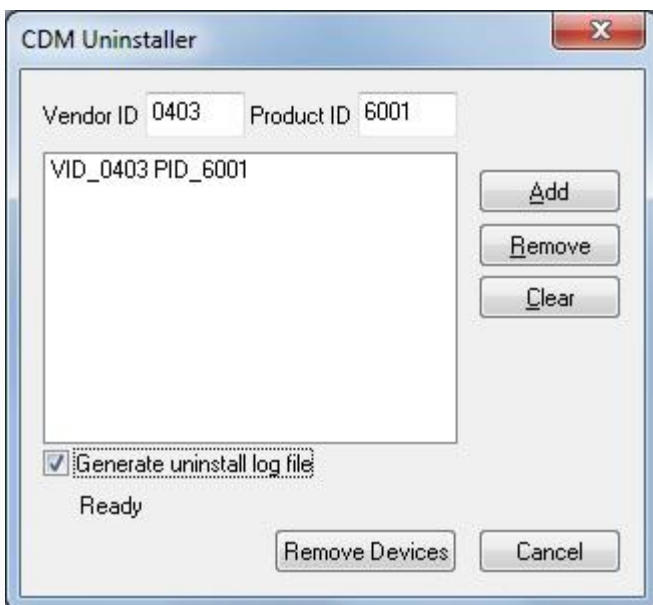 CDM Uninstaller
Vendor ID 0403 Product ID 6001
VID_0403 PID_6001
Add
Remove
Clear
Generate uninstall log file
Ready
Remove Devices Cancel